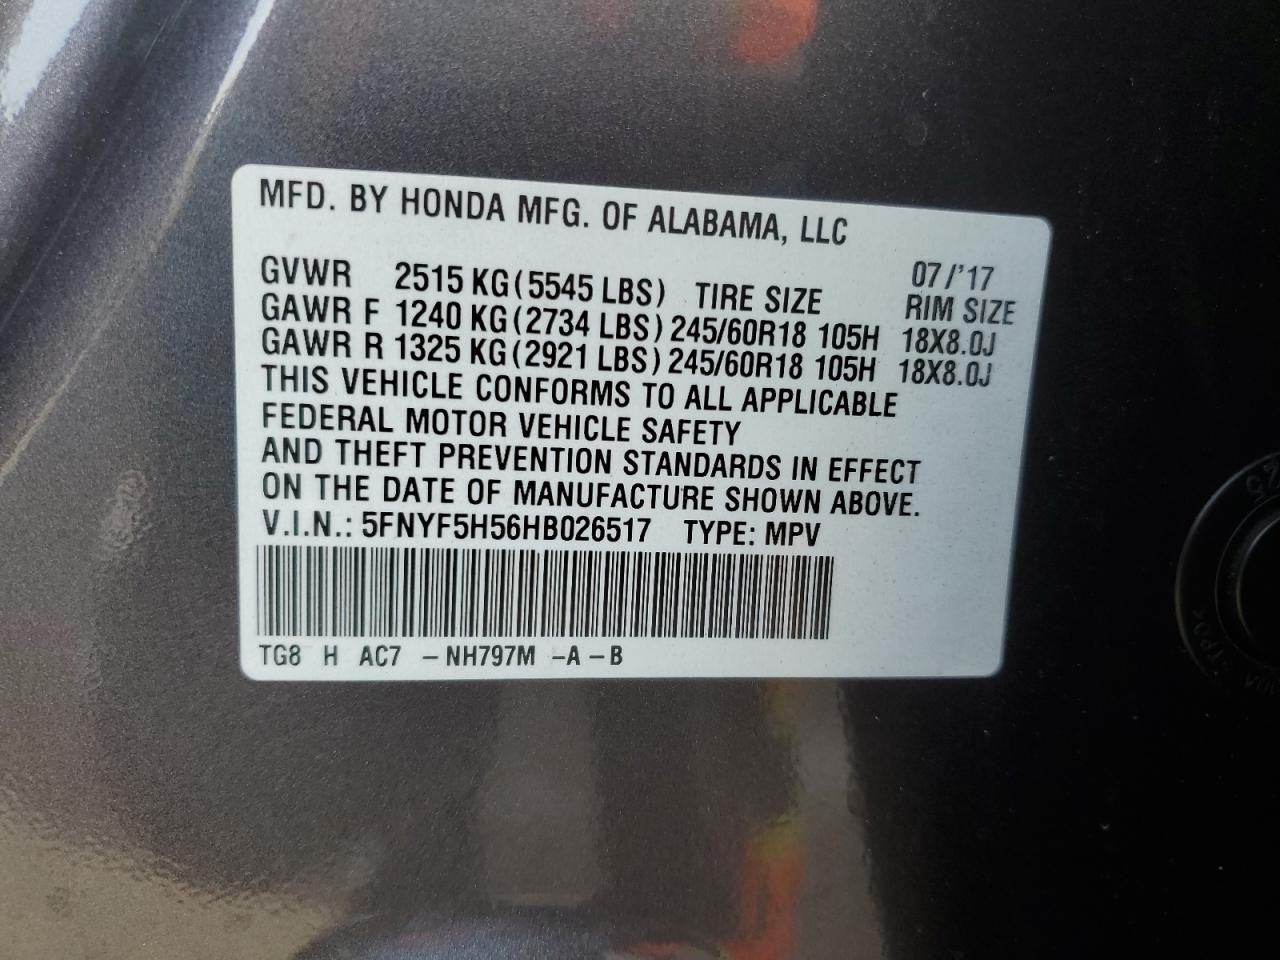 MFD. BY HONDA MFG. OF ALABAMA, LLC
07/'17
GVWR 2515 KG(5545 LBS) TIRE SIZE RIM SIZE
GAWR F 1240 KG(2734 LBS) 245/60R18 105H 18X8.0J
GAWR R 1325 KG(2921 LBS) 245/60R18 105H 18X8.0J
THIS VEHICLE CONFORMS TO ALL APPLICABLE
FEDERAL MOTOR VEHICLE SAFETY
AND THEFT PREVENTION STANDARDS IN EFFECT
ON THE DATE OF MANUFACTURE SHOWN ABOVE.
V.I.N.: 5FNYF5H56HB026517 TYPE: MPV
TG8 H AC7 -NH797M -A -B